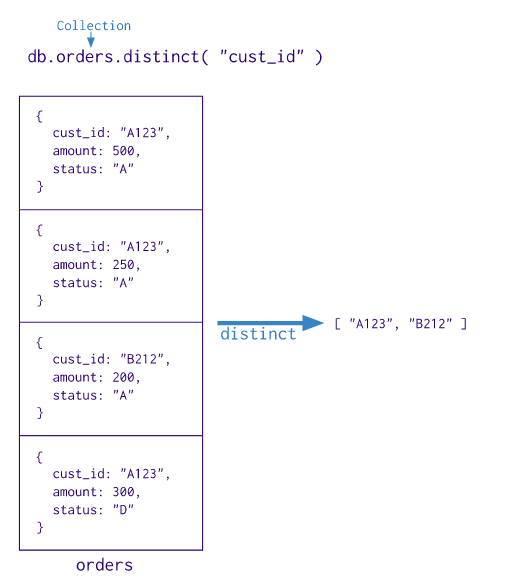 Collection
db.orders.distinct( "cust_id" )
{
cust_id: "A123",
amount: 500,
status: "A"
}
{
cust_id: "A123",
amount: 250,
status: "A"
}
{
cust_id: "B212",
amount: 200,
status: "A"
}
{
cust_id: "A123",
amount: 300,
status: "D"
}
orders
distinct
[ "A123", "B212" ]